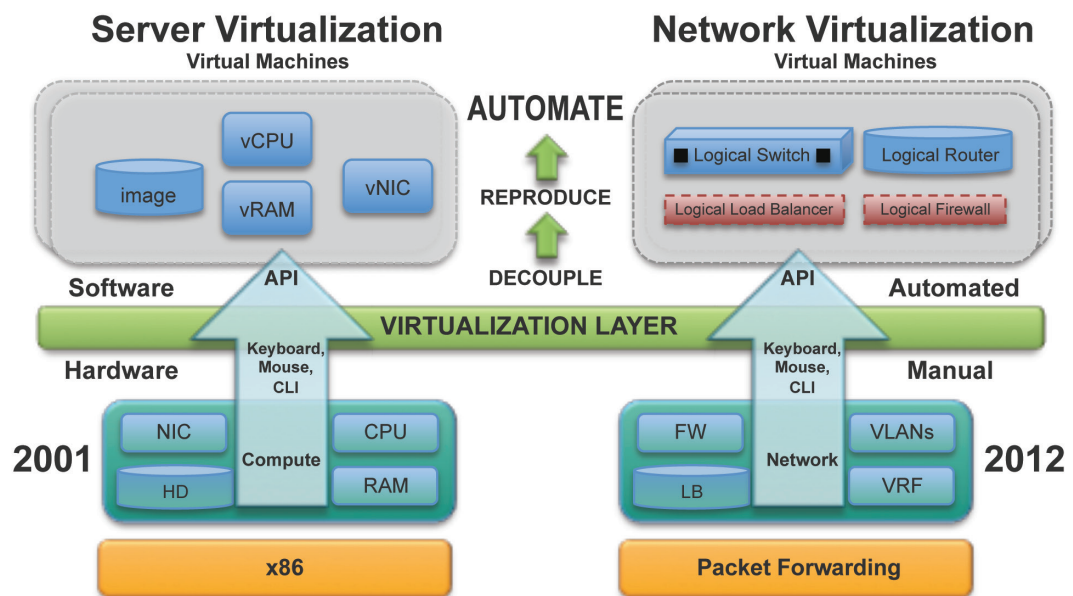 Server Virtualization
Virtual Machines
vCPU
image
vRAM
vNIC
API
Software
AUTOMATE
REPRODUCE
DECOUPLE
Network Virtualization
Virtual Machines
Logical Switch
Logical Router
Logical Load Balancer
Logical Firewall
API
Automated
VIRTUALIZATION LAYER
Hardware
Keyboard,
Mouse,
CLI
2001
NIC
CPU
Compute
HD
RAM
x86
Keyboard,
Mouse,
CLI
Manual
FW
VLANs
Network
LB
VRF
2012
Packet Forwarding